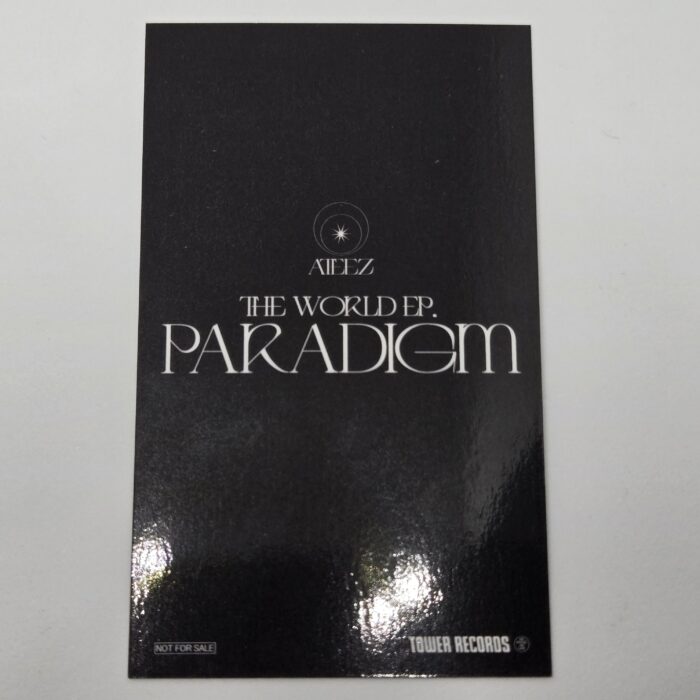 ATEEZ
THE WORLD EP.
PARADIGM
NOT FOR SALE
TOWER RECORDS